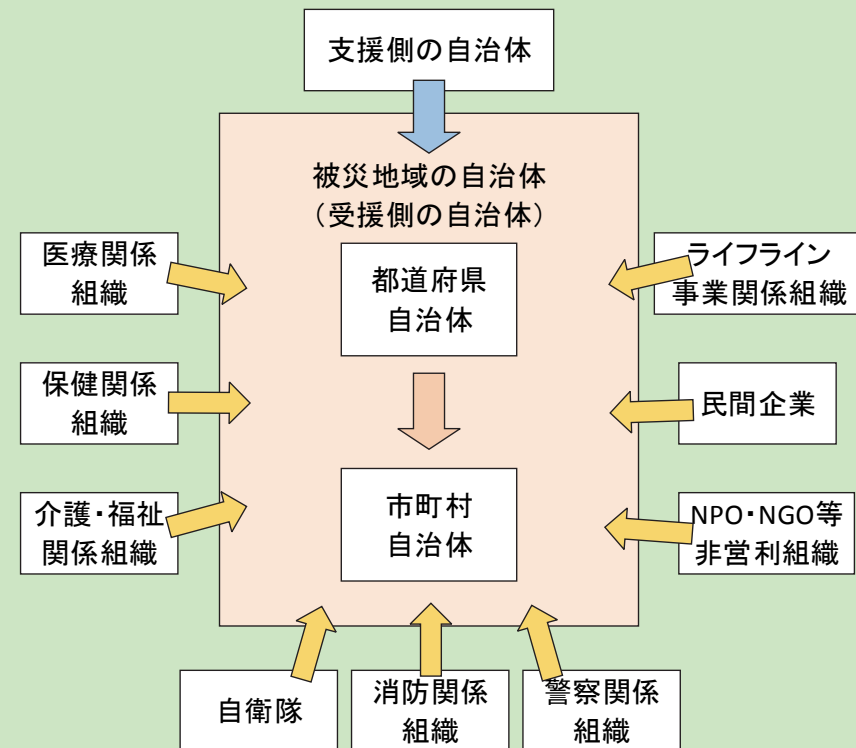 支援側の自治体
被災地域の自治体
（受援側の自治体）
医療関係
組織
都道府県
自治体
ライフライン
事業関係組織
保健関係
組織
民間企業
介護・福祉
関係組織
市町村
自治体
NPO・NGO等
非営利組織
自衛隊
消防関係
組織
警察関係
組織